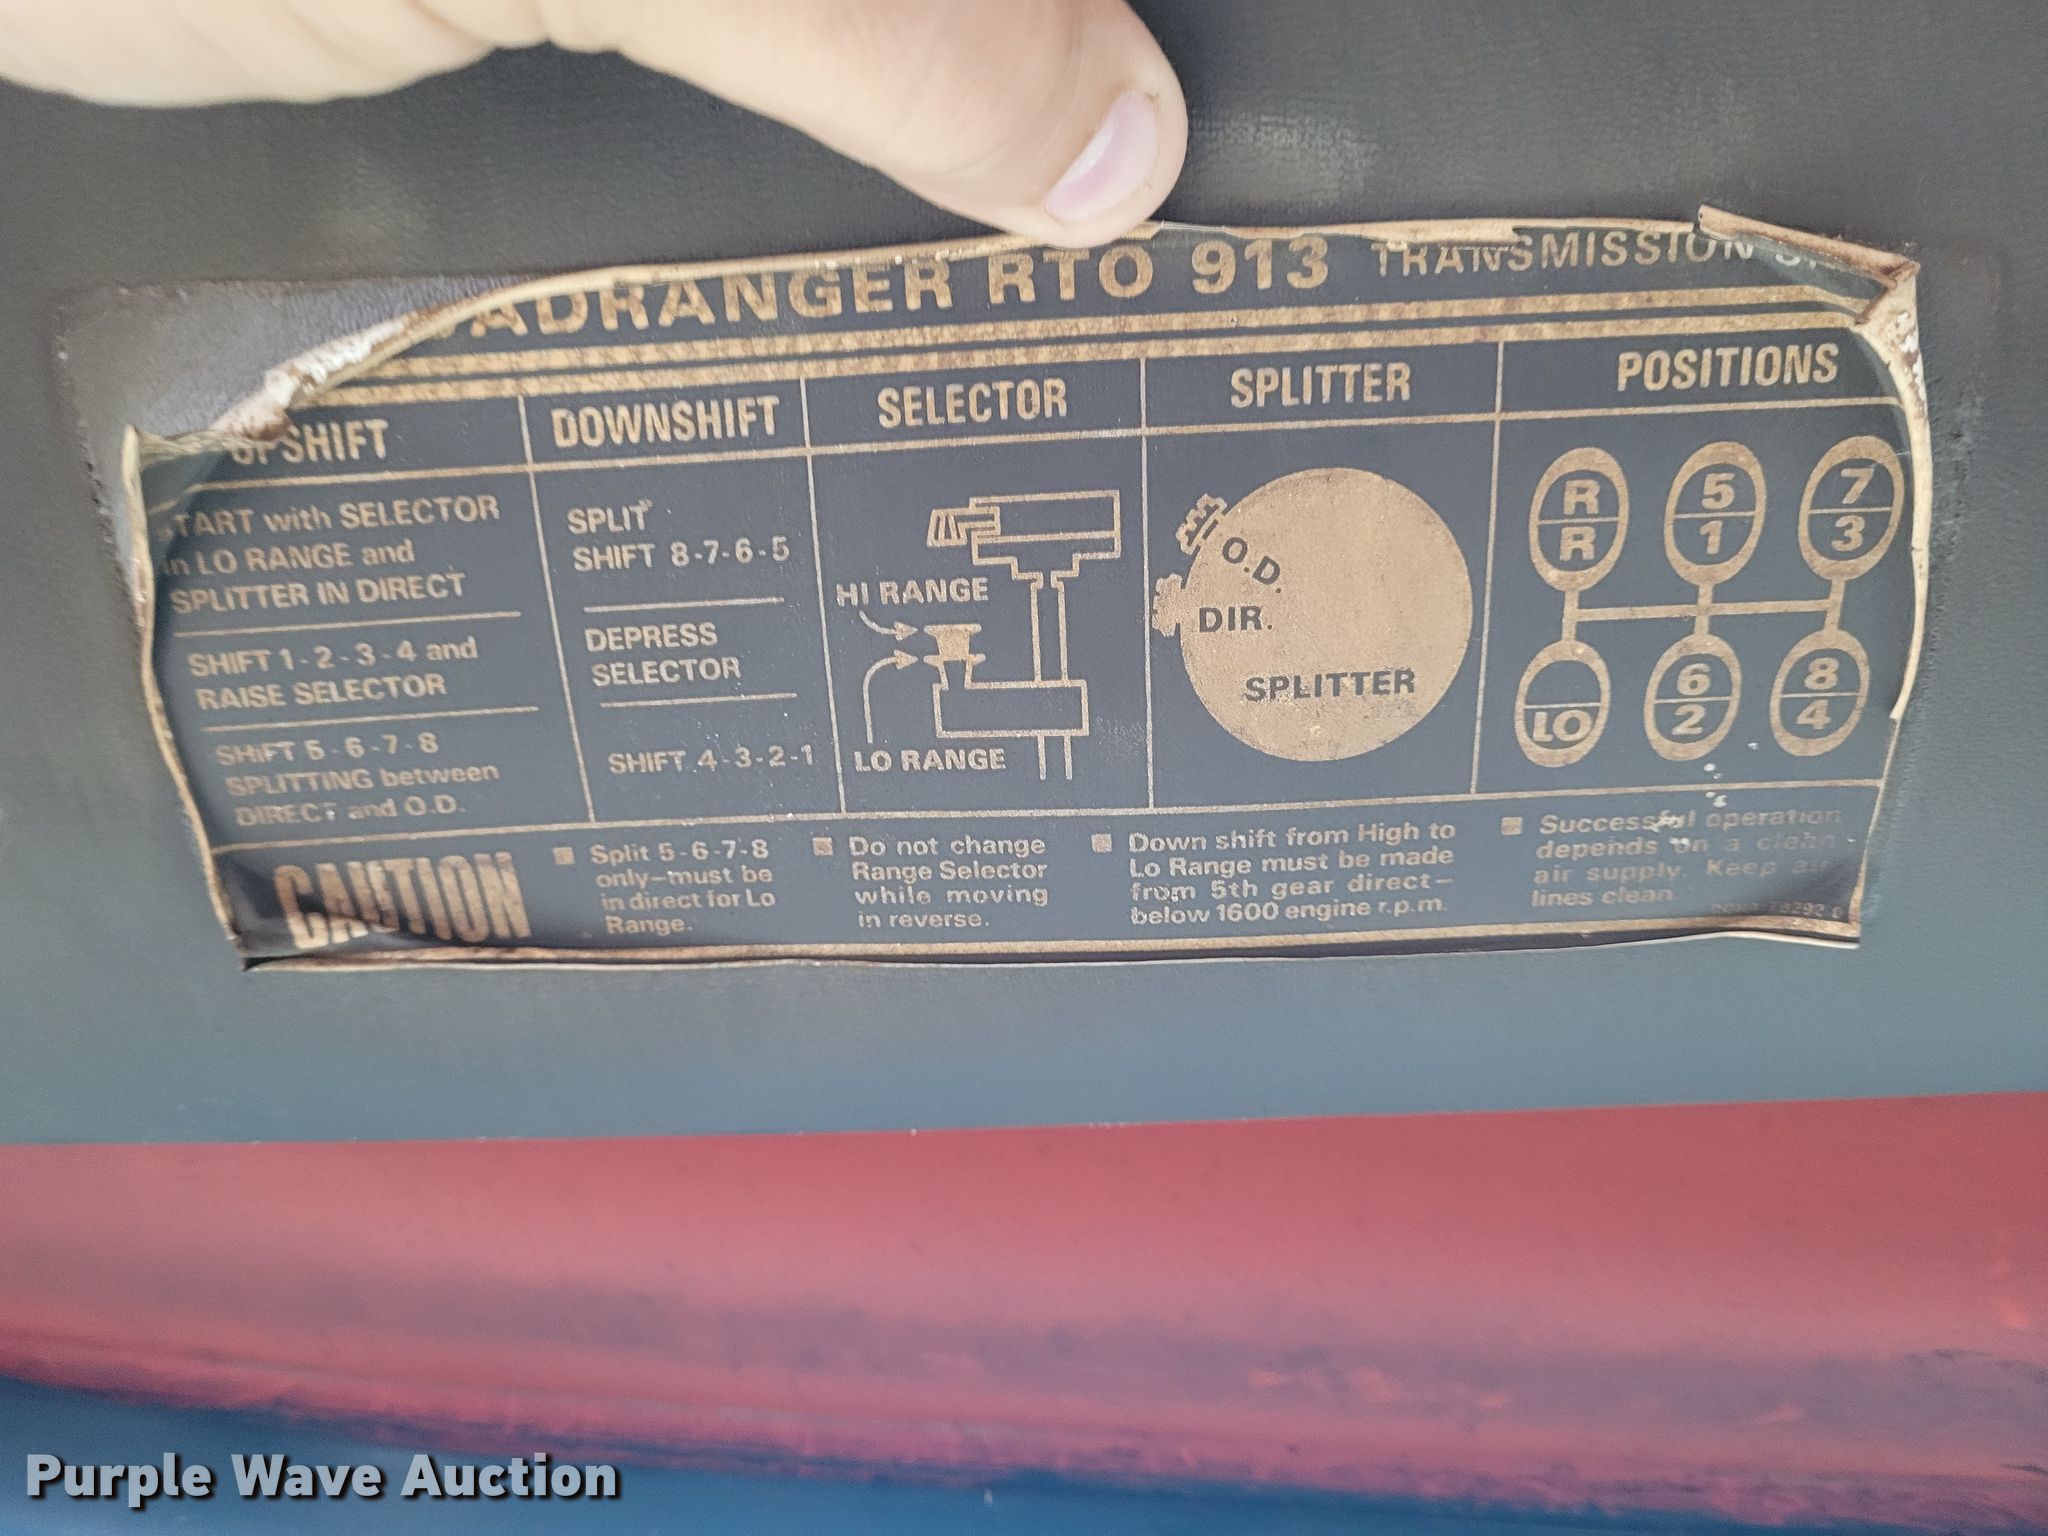 RTO 913 TRANSMISSION
DOWNSHIFT
SELECTOR
SPLITTER
POSITIONS
with SELECTOR
LO RANGE and
SPLITTER IN DIRECT
SHIFT 1-2-3-4 and
RAISE SELECTOR
SHIFT 5-6-7-8
SPLITTING between
DIRECT and O.D.
SPLIT
SHIFT 8-7-6-5
DEPRESS
SELECTOR
SHIFT 4-3-2-1
HI RANGE
LO RANGE
O.D.
DIR.
SPLITTER
R 5 7
R 1 3
6 8
LO 2 4
CAUTION
Split 5-6-7-8
only—must be
in direct for Lo
Range.
Do not change
Range Selector
while moving
in reverse.
Down shift from High to
Lo Range must be made
from 5th gear direct—
below 1600 engine r.p.m.
Successful operation
depends on a clean
air supply. Keep
lines clean
Purple Wave Auction